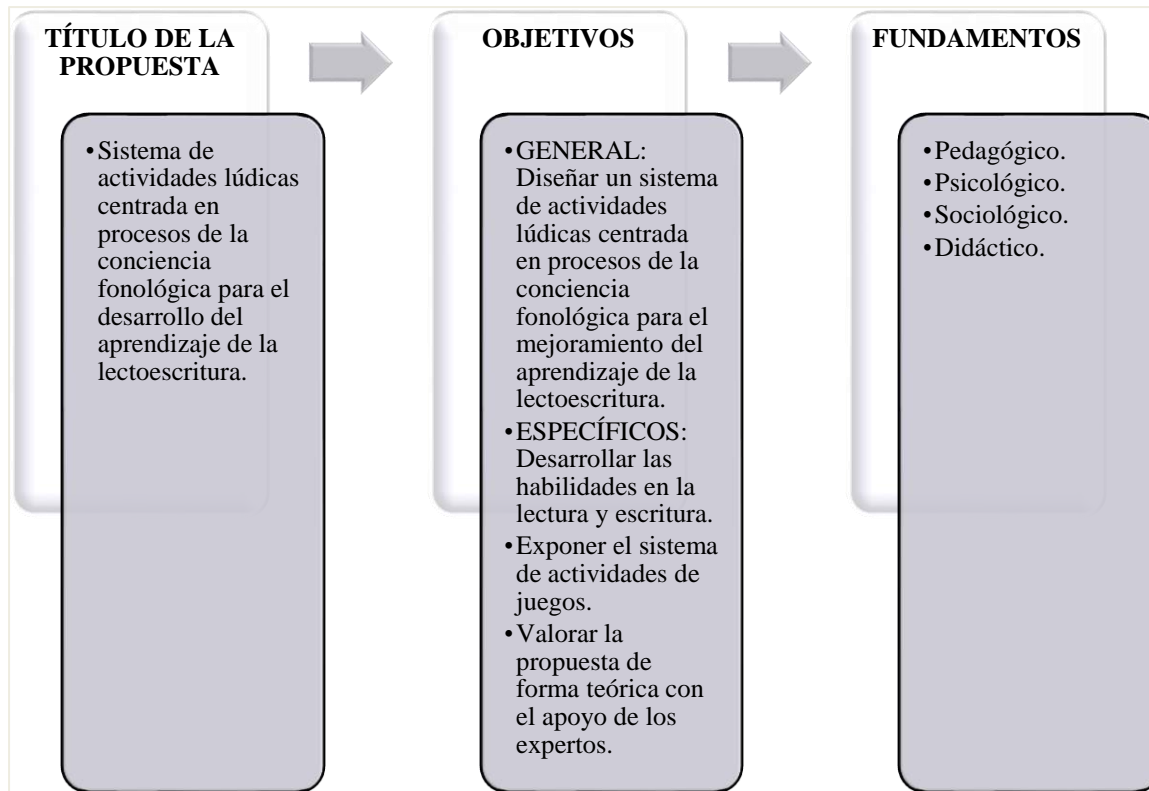 TÍTULO DE LA
PROPUESTA
• Sistema de
actividades lúdicas
centrada en
procesos de la
conciencia
fonológica para el
desarrollo del
aprendizaje de la
lectoescritura.
OBJETIVOS
• GENERAL:
Diseñar un sistema
de actividades
lúdicas centrada
en procesos de la
conciencia
fonológica para el
mejoramiento del
aprendizaje de la
lectoescritura.
• ESPECÍFICOS:
Desarrollar las
habilidades en la
lectura y escritura.
• Exponer el sistema
de actividades de
juegos.
• Valorar la
propuesta de
forma teórica con
el apoyo de los
expertos.
FUNDAMENTOS
• Pedagógico.
• Psicológico.
• Sociológico.
• Didáctico.